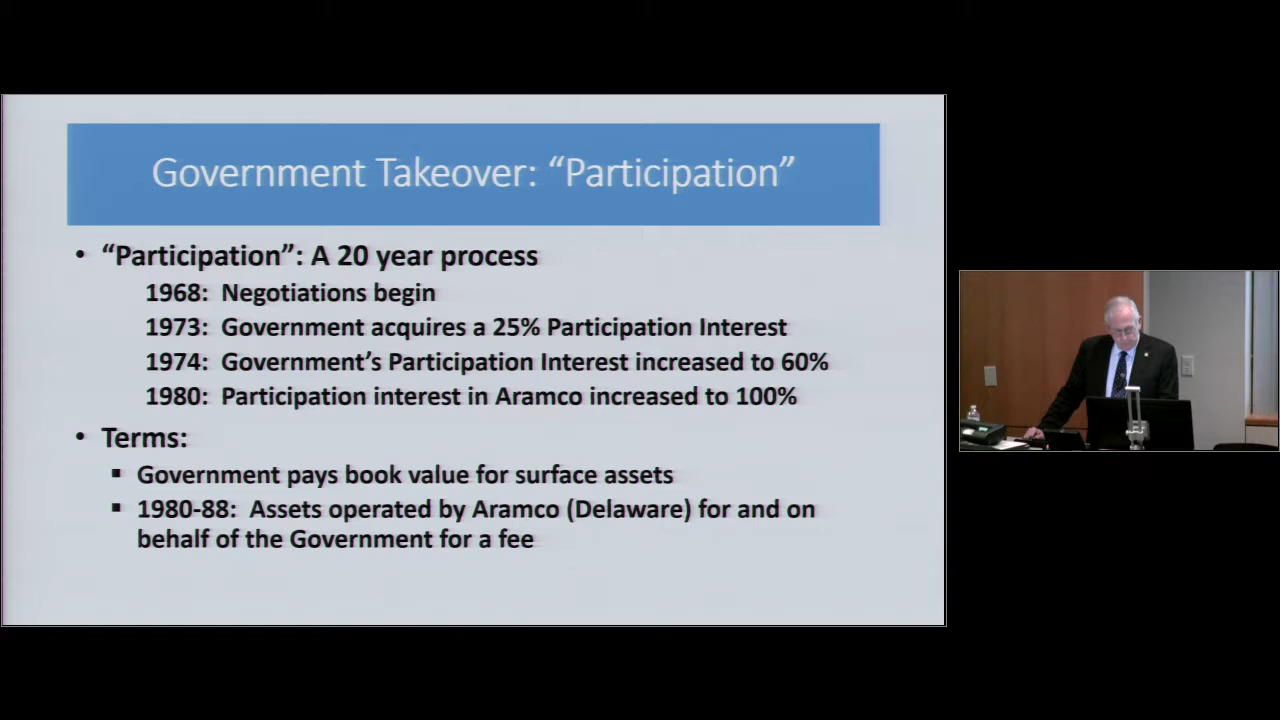 Government Takeover: “Participation”
• “Participation”: A 20 year process
1968: Negotiations begin
1973: Government acquires a 25% Participation Interest
1974: Government’s Participation Interest increased to 60%
1980: Participation interest in Aramco increased to 100%
• Terms:
▪ Government pays book value for surface assets
▪ 1980-88: Assets operated by Aramco (Delaware) for and on
behalf of the Government for a fee